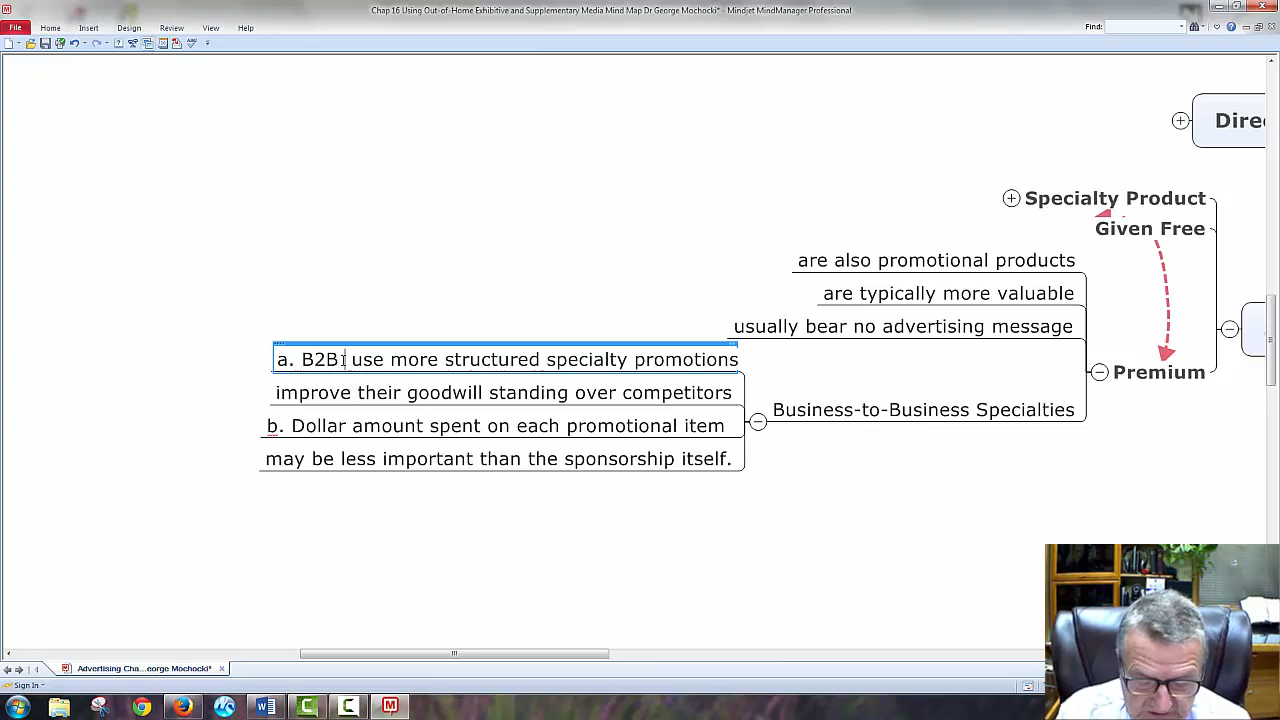 Chap 16 Using Out-of-Home Exhibitive and Supplementary Media Mind Map Dr George Mochocki* - Mindjet MindManager Professional
File Home Insert Design Review View Help Find:
Direc
Specialty Product
Given Free
are also promotional products
are typically more valuable
usually bear no advertising message
a. B2B: use more structured specialty promotions
Premium
improve their goodwill standing over competitors
Business-to-Business Specialties
b. Dollar amount spent on each promotional item
may be less important than the sponsorship itself.
Advertising Cha...eorge Mochocki*
Sign In